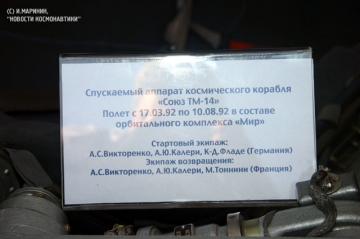 (С) И.МАРИНИН,
"НОВОСТИ КОСМОНАВТИКИ"
Спускаемый аппарат космического корабля
«Союз ТМ-14»
Полет с 17.03.92 по 10.08.92 в составе
орбитального комплекса «Мир»
Стартовый экипаж:
А.С.Викторенко, А.Ю.Калери, К-Д.Фладе (Германия)
Экипаж возвращения:
А.С.Викторенко, А.Ю.Калери, М.Тоннини (Франция)